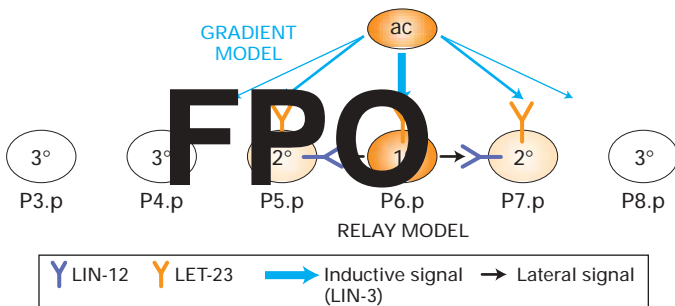 ac
GRADIENT
MODEL
FPO
3° 3° 2° 1 2° 3°
P3.p P4.p P5.p P6.p P7.p P8.p
RELAY MODEL
LIN-12 LET-23 Inductive signal Lateral signal
(LIN-3)